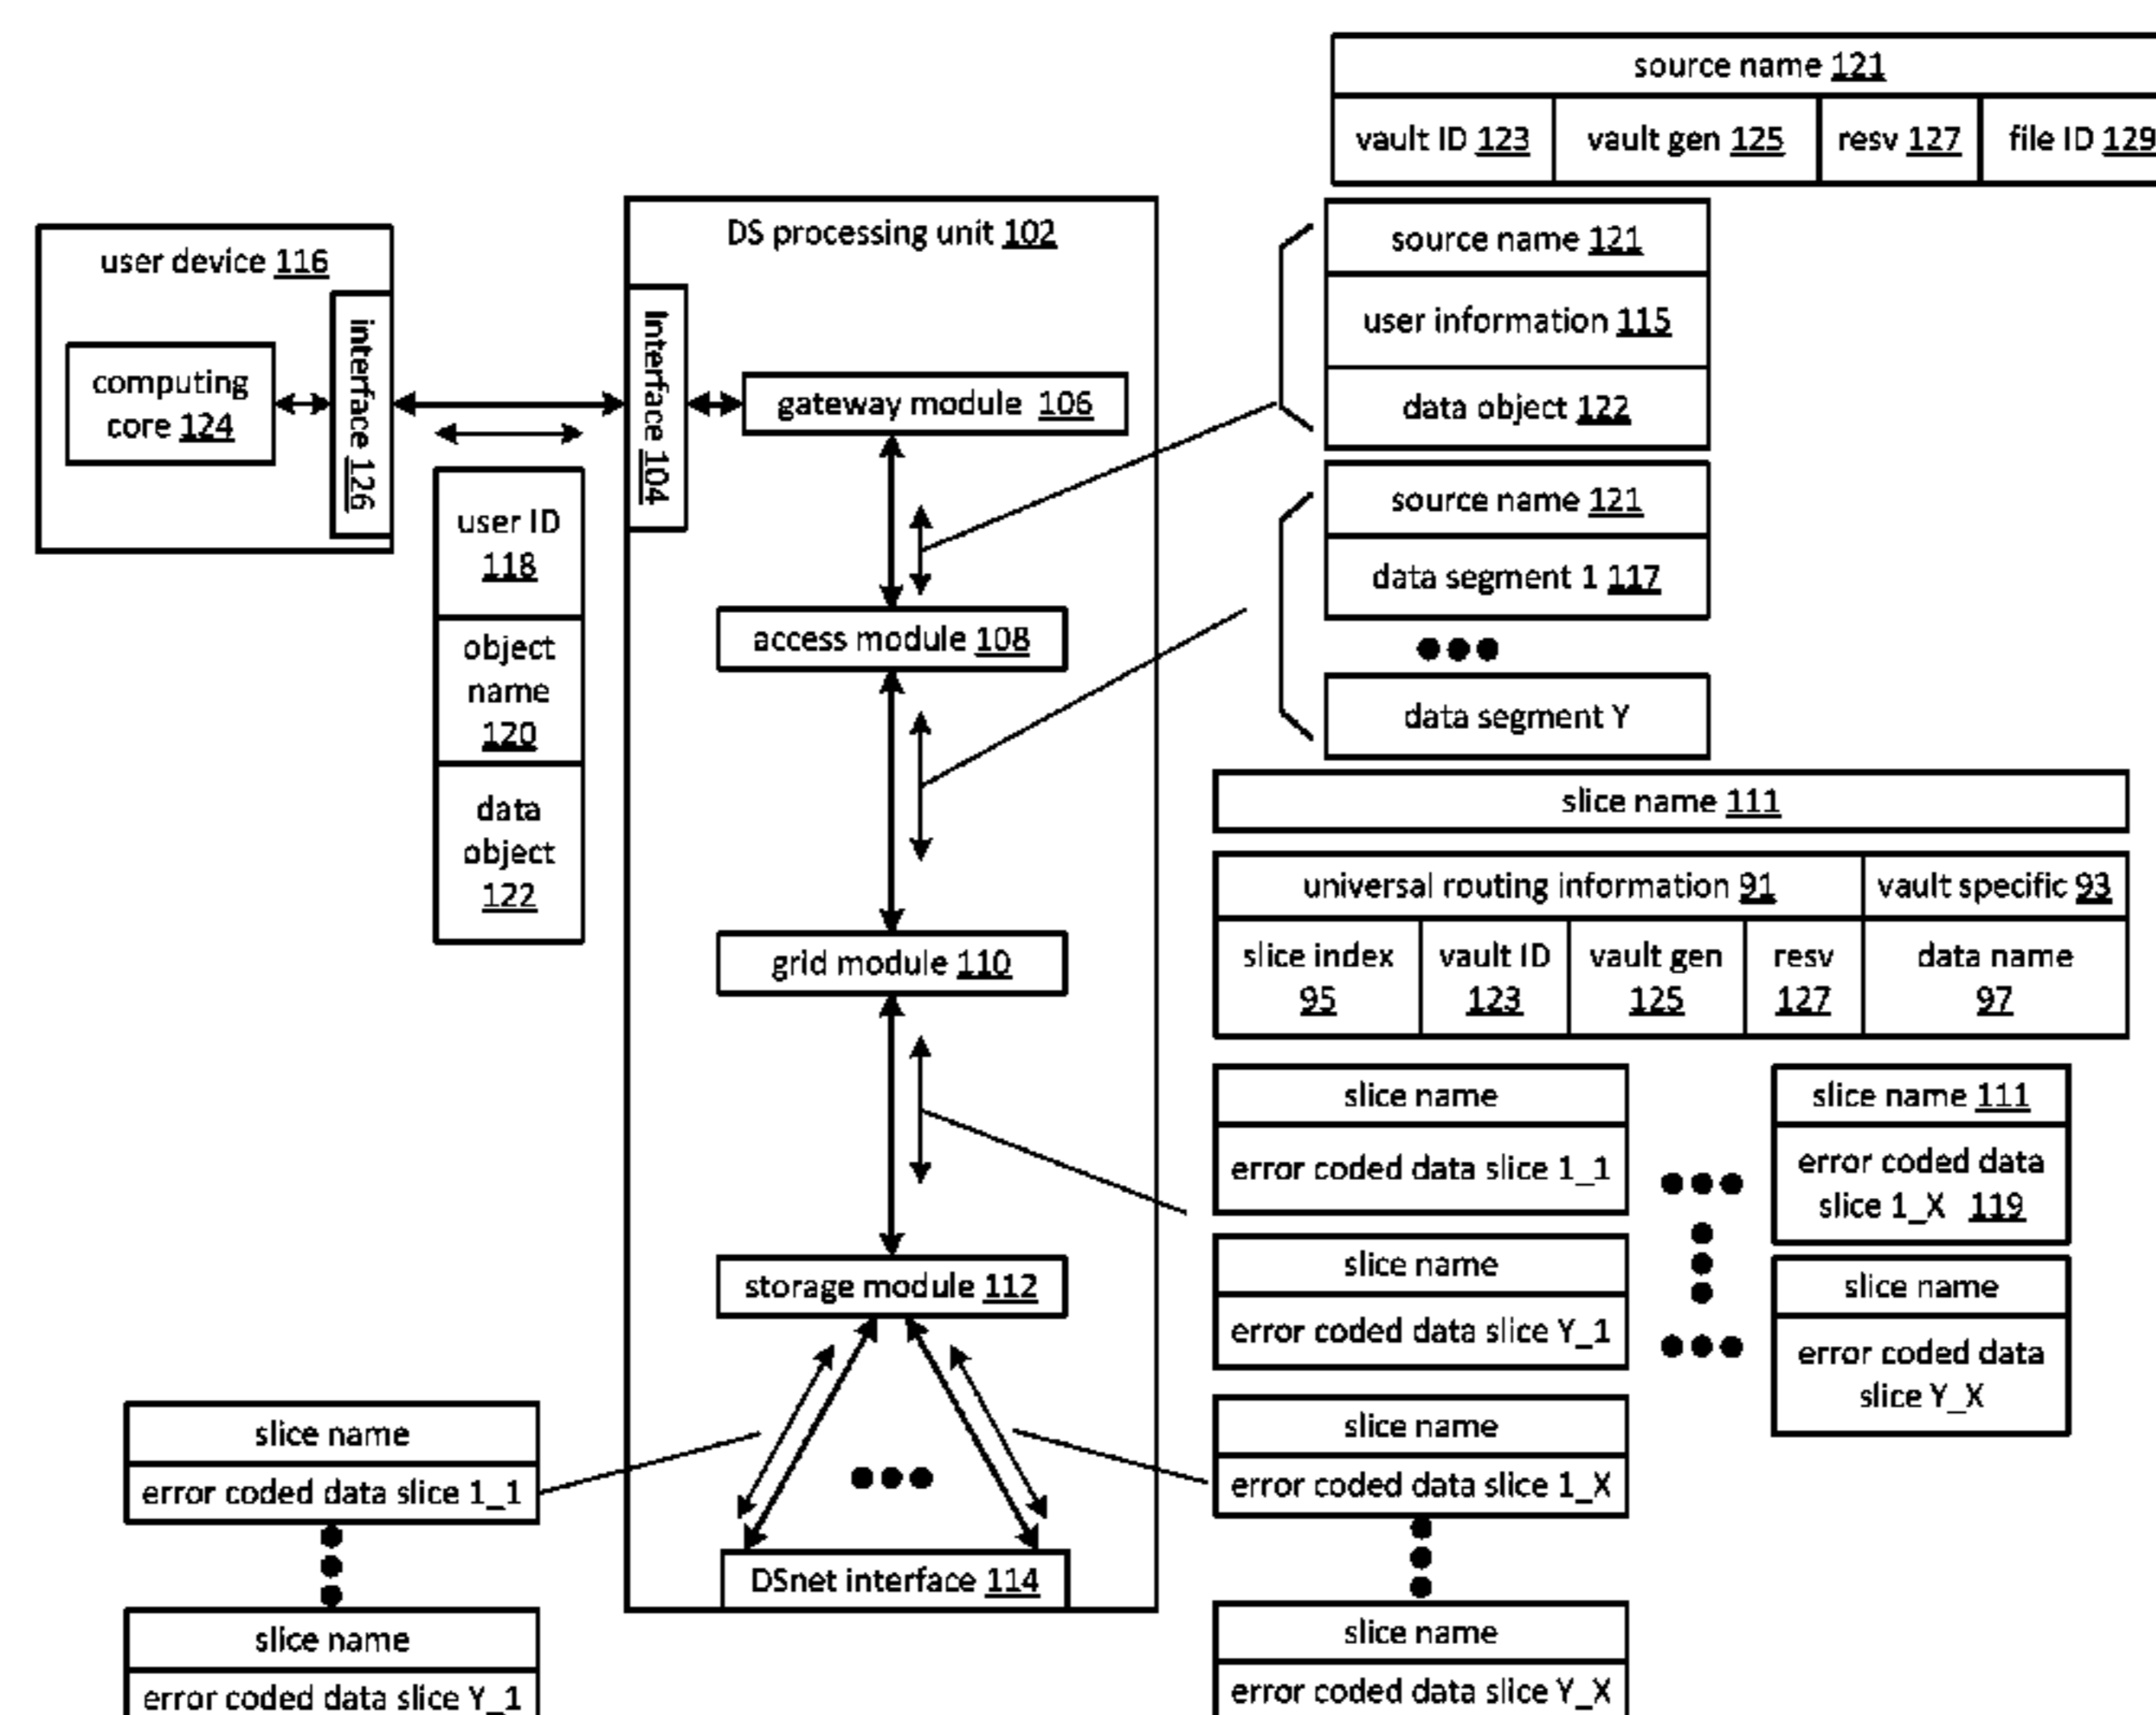 source name 121
vault ID 123
vault gen 125
resv 127
file ID 129
user device 116
computing
core 124
interface 126
user ID
118
object
name
120
data
object
122
DS processing unit 102
Interface 104
gateway module 106
access module 108
grid module 110
storage module 112
DSnet interface 114
source name 121
user information 115
data object 122
source name 121
data segment 1 117
data segment Y
slice name 111
universal routing information 91
vault specific 93
slice index
95
vault ID
123
vault gen
125
resv
127
data name
97
slice name
error coded data slice 1_1
slice name 111
error coded data
slice 1_X 119
slice name
error coded data slice Y_1
slice name
error coded data
slice Y_X
slice name
error coded data slice 1_1
slice name
error coded data slice Y_1
slice name
error coded data slice 1_X
slice name
error coded data slice Y_X